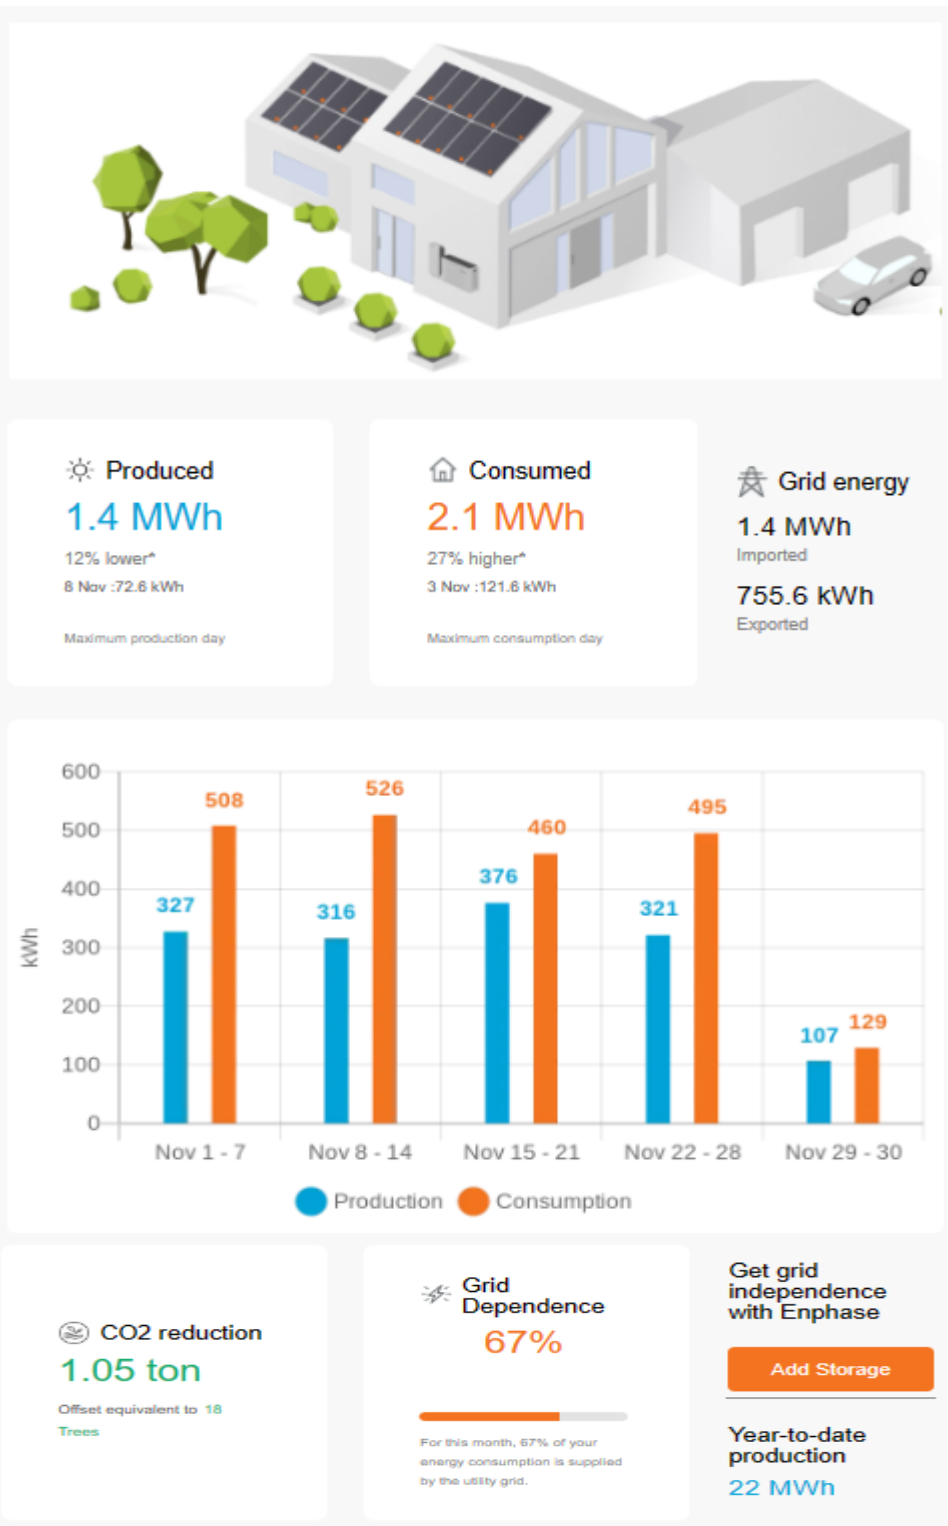 Produced
1.4 MWh
12% lower*
8 Nov :72.6 kWh
Maximum production day
Consumed
2.1 MWh
27% higher*
3 Nov :121.6 kWh
Maximum consumption day
Grid energy
1.4 MWh
Imported
755.6 kWh
Exported
600
500
400
300
200
100
0
kWh
327
508
316
526
376
460
321
495
107
129
Nov 1 - 7
Nov 8 - 14
Nov 15 - 21
Nov 22 - 28
Nov 29 - 30
Production
Consumption
CO2 reduction
1.05 ton
Offset equivalent to 18
Trees
Grid
Dependence
67%
For this month, 67% of your
energy consumption is supplied
by the utility grid.
Get grid
independence
with Enphase
Add Storage
Year-to-date
production
22 MWh